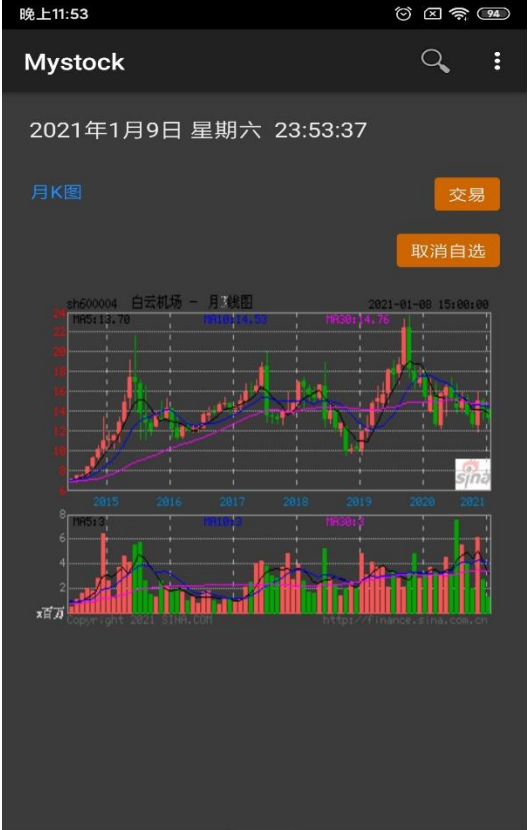 晚上11:53
94
Mystock
2021年1月9日 星期六 23:53:37
月K图
交易
取消自选
sh600004 白云机场 - 月K线图 2021-01-08 15:00:00
MA5:13.70 MA10:14.53 MA30:14.76
24
22
20
18
16
14
12
10
8
6
sina
2015 2016 2017 2018 2019 2020 2021
8
MA5:3 MA10:3 MA30:3
6
4
2
x百万
Copyright 2021 SINA.COM http://finance.sina.com.cn